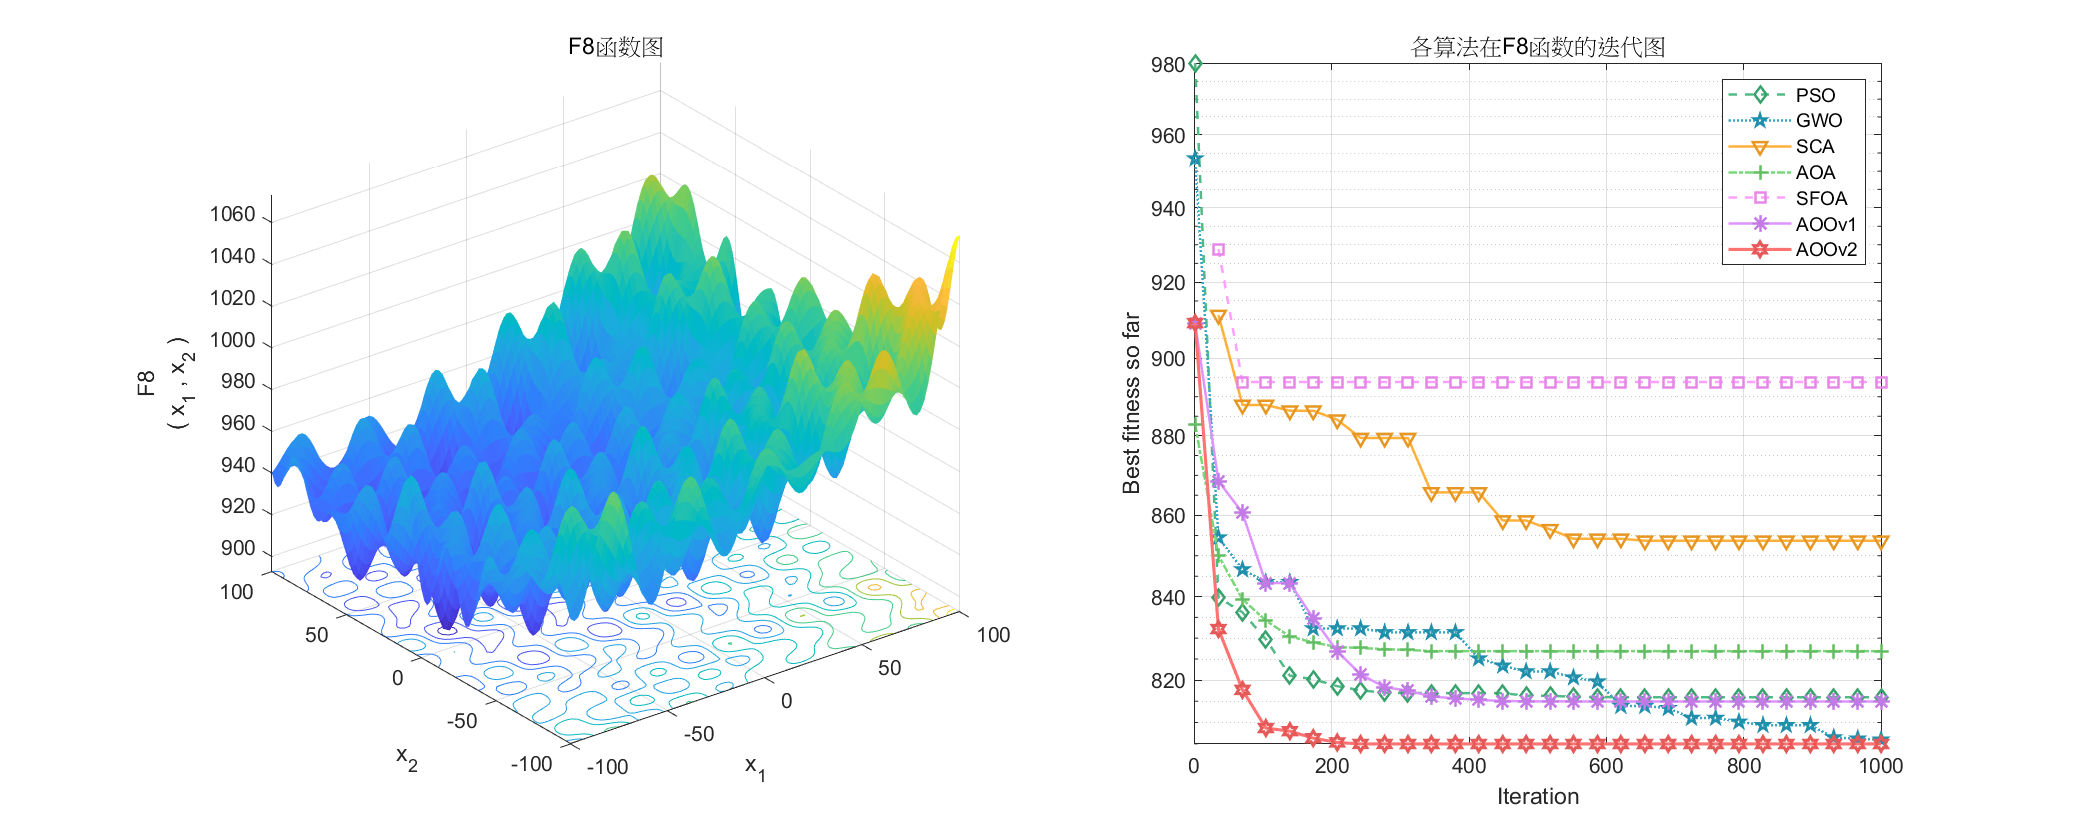 F8函数图
1060
1040
1020
1000
980
960
940
920
900
F8
( x1 , x2 )
100
50
0
-50
-100
x2
-100
-50
0
50
100
x1
各算法在F8函数的迭代图
980
960
940
920
900
880
860
840
820
Best fitness so far
0
200
400
600
800
1000
Iteration
PSO
GWO
SCA
AOA
SFOA
AOOv1
AOOv2